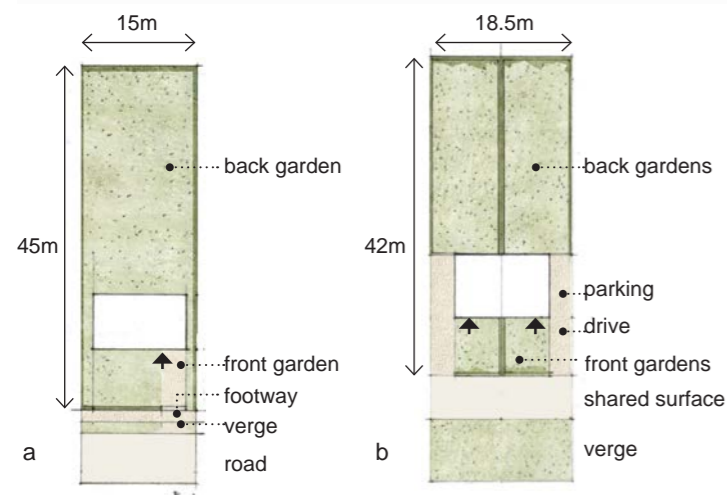 15m
45m
back garden
front garden
footway
verge
road
a
18.5m
42m
back gardens
parking
drive
front gardens
shared surface
verge
b